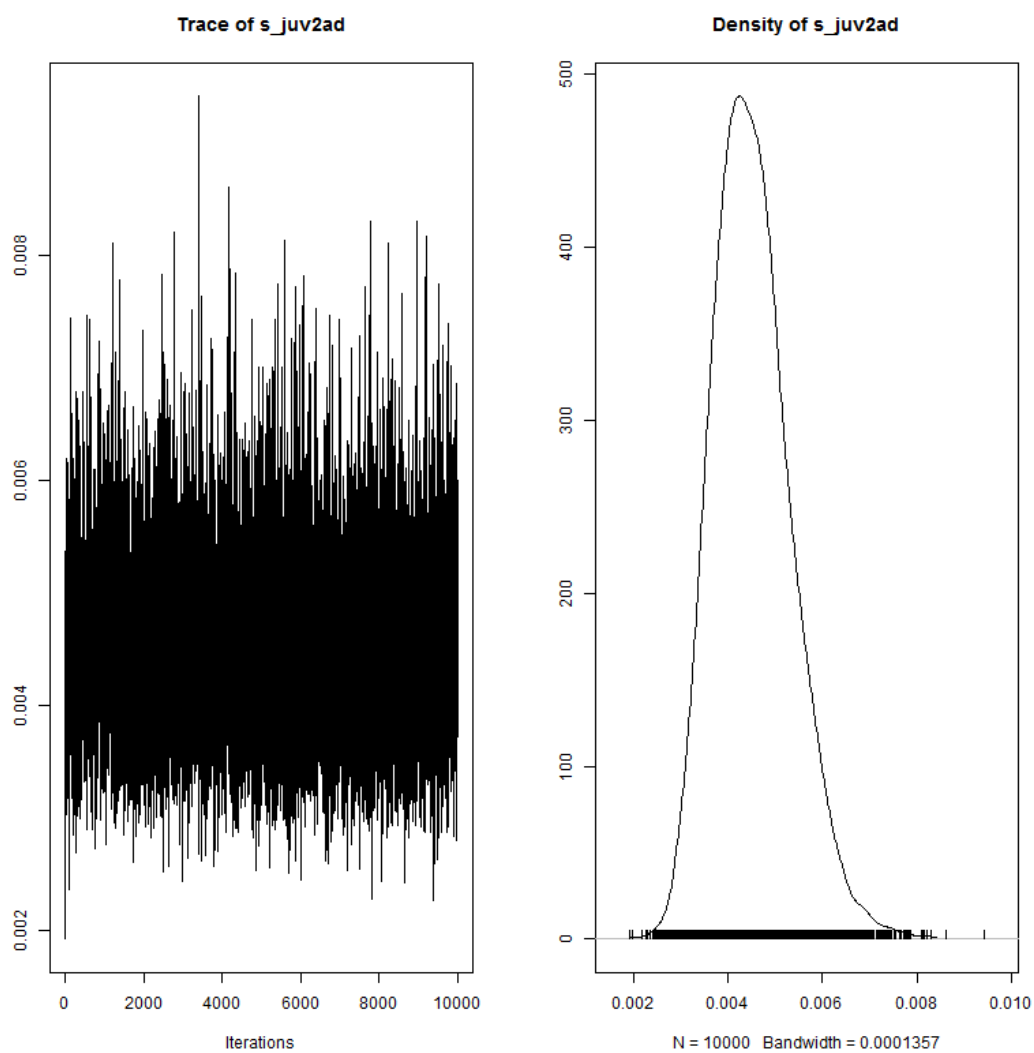 Trace of s_juv2ad
0.008
0.006
0.004
0.002
0 2000 4000 6000 8000 10000
Iterations
Density of s_juv2ad
500
400
300
200
100
0
0.002 0.004 0.006 0.008 0.010
N = 10000 Bandwidth = 0.0001357